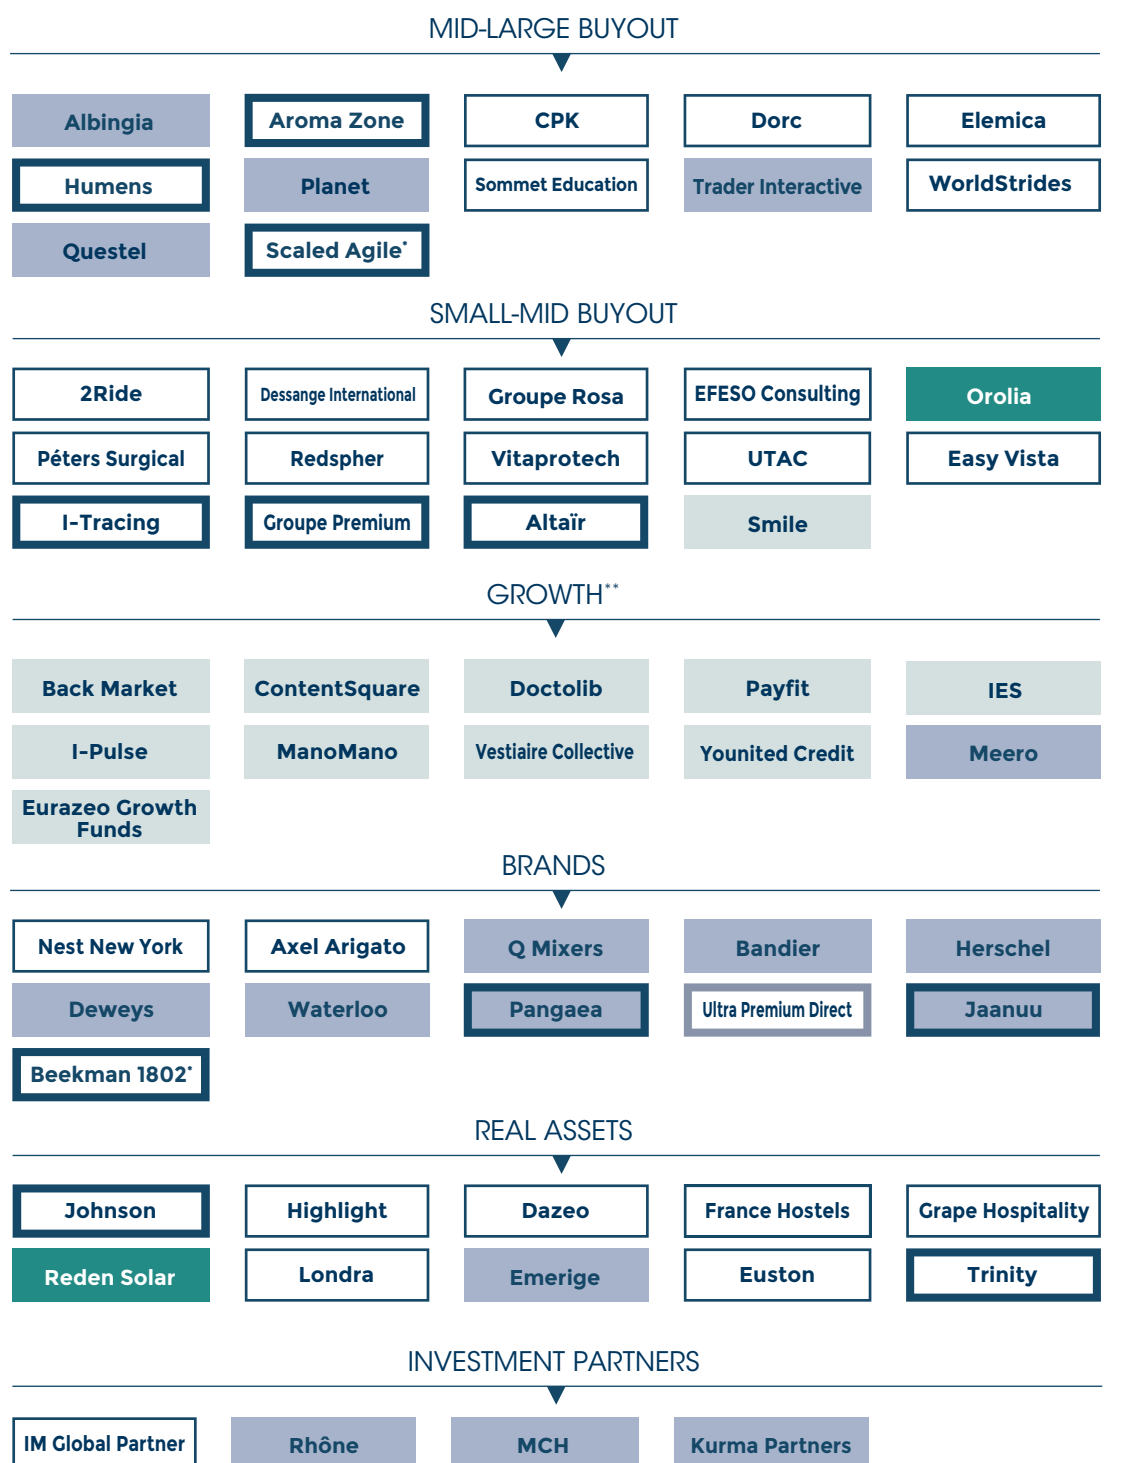 MID-LARGE BUYOUT
Albingia
Aroma Zone
CPK
Dorc
Elemica
Humens
Planet
Sommet Education
Trader Interactive
WorldStrides
Questel
Scaled Agile*
SMALL-MID BUYOUT
2Ride
Dessange International
Groupe Rosa
EFESO Consulting
Orolia
Péters Surgical
Redspher
Vitaprotech
UTAC
Easy Vista
I-Tracing
Groupe Premium
Altaïr
Smile
GROWTH**
Back Market
ContentSquare
Doctolib
Payfit
IES
I-Pulse
ManoMano
Vestiaire Collective
Younited Credit
Meero
Eurazeo Growth
Funds
BRANDS
Nest New York
Axel Arigato
Q Mixers
Bandier
Herschel
Deweys
Waterloo
Pangaea
Ultra Premium Direct
Jaanuu
Beekman 1802*
REAL ASSETS
Johnson
Highlight
Dazeo
France Hostels
Grape Hospitality
Reden Solar
Londra
Emerige
Euston
Trinity
INVESTMENT PARTNERS
IM Global Partner
Rhône
MCH
Kurma Partners